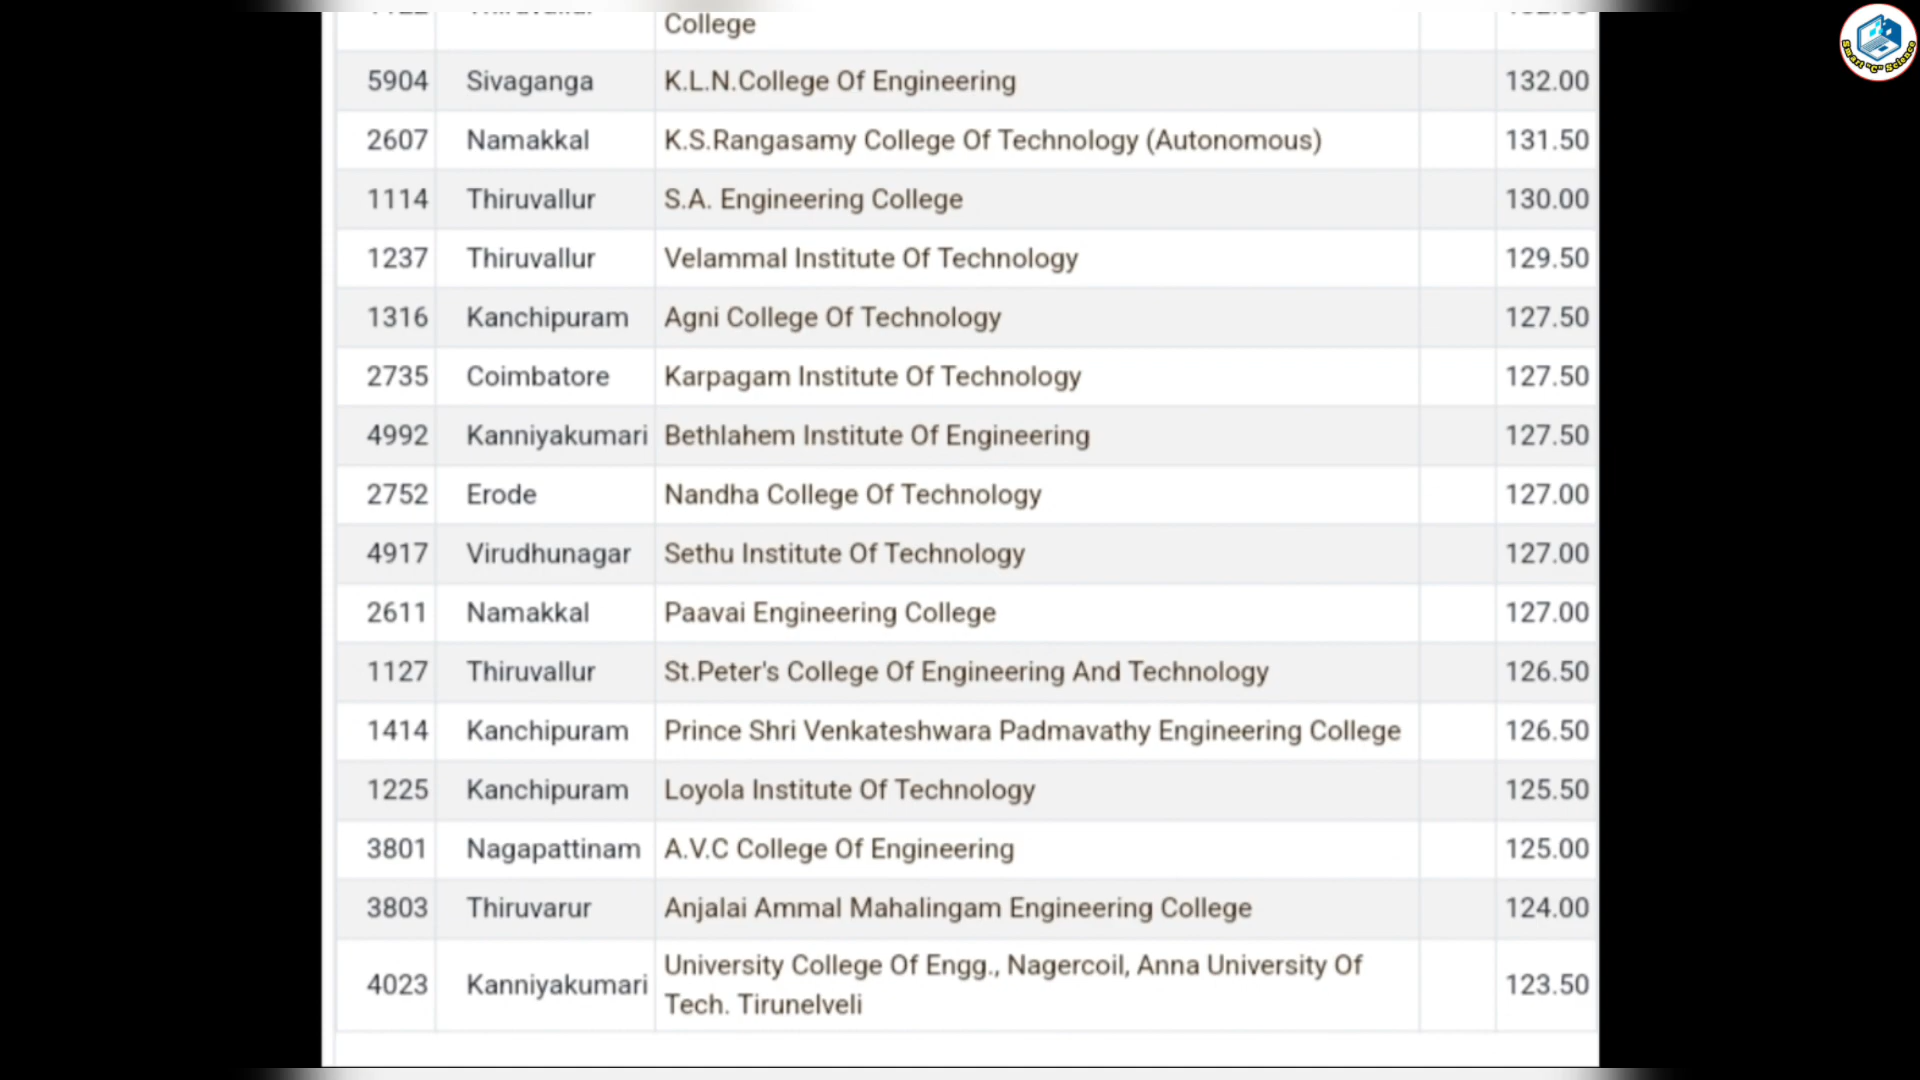 College
5904 Sivaganga K.L.N.College Of Engineering 132.00
2607 Namakkal K.S.Rangasamy College Of Technology (Autonomous) 131.50
1114 Thiruvallur S.A. Engineering College 130.00
1237 Thiruvallur Velammal Institute Of Technology 129.50
1316 Kanchipuram Agni College Of Technology 127.50
2735 Coimbatore Karpagam Institute Of Technology 127.50
4992 Kanniyakumari Bethlahem Institute Of Engineering 127.50
2752 Erode Nandha College Of Technology 127.00
4917 Virudhunagar Sethu Institute Of Technology 127.00
2611 Namakkal Paavai Engineering College 127.00
1127 Thiruvallur St.Peter's College Of Engineering And Technology 126.50
1414 Kanchipuram Prince Shri Venkateshwara Padmavathy Engineering College 126.50
1225 Kanchipuram Loyola Institute Of Technology 125.50
3801 Nagapattinam A.V.C College Of Engineering 125.00
3803 Thiruvarur Anjalai Ammal Mahalingam Engineering College 124.00
4023 Kanniyakumari University College Of Engg., Nagercoil, Anna University Of
Tech. Tirunelveli 123.50
Smart "C" Science